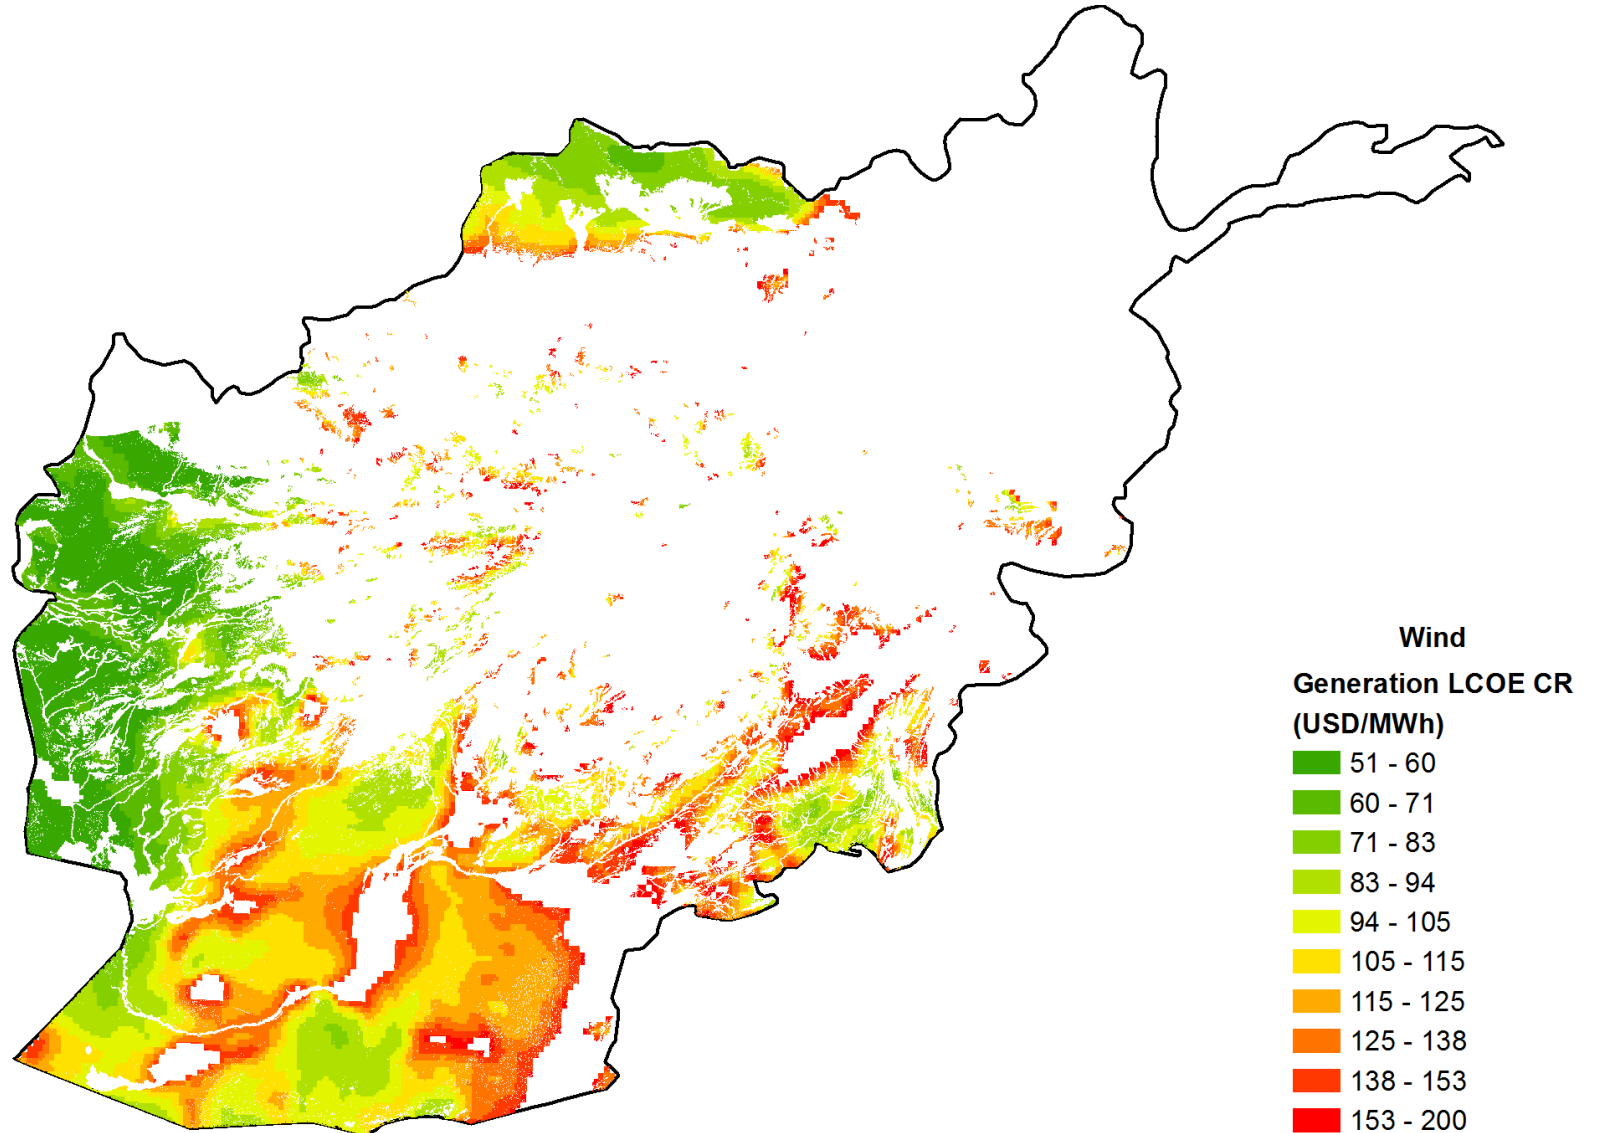 Wind
Generation LCOE CR
(USD/MWh)
51 - 60
60 - 71
71 - 83
83 - 94
94 - 105
105 - 115
115 - 125
125 - 138
138 - 153
153 - 200